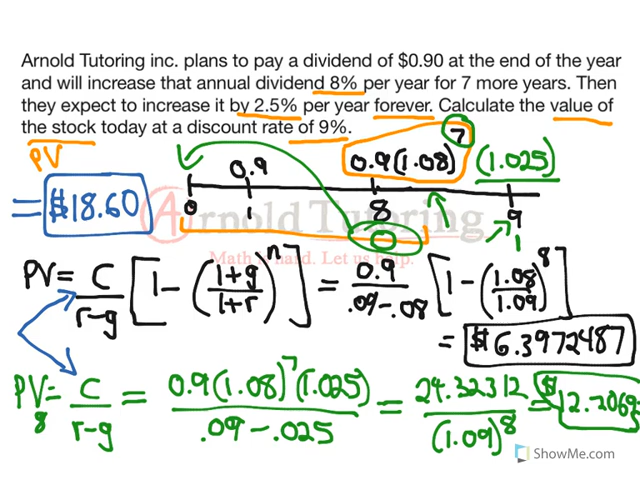 Arnold Tutoring inc. plans to pay a dividend of $0.90 at the end of the year
and will increase that annual dividend 8% per year for 7 more years. Then
they expect to increase it by 2.5% per year forever. Calculate the value of
the stock today at a discount rate of 9%.
PV
= $18.60
0.9
0.9(1.08)^7 (1.025)
0 1 8 9
Arnold Tutoring
Math is hard. Let us help.
PV = C/(r-g) [1 - ((1+g)/(1+r))^n] = 0.9/(.09-.08) [1 - (1.08/1.09)^8]
= $6.3972487
PV8 = C/(r-g) = 0.9(1.08)^7(1.025)/(.09-.025) = 24.32312/(1.09)^8 =
ShowMe.com